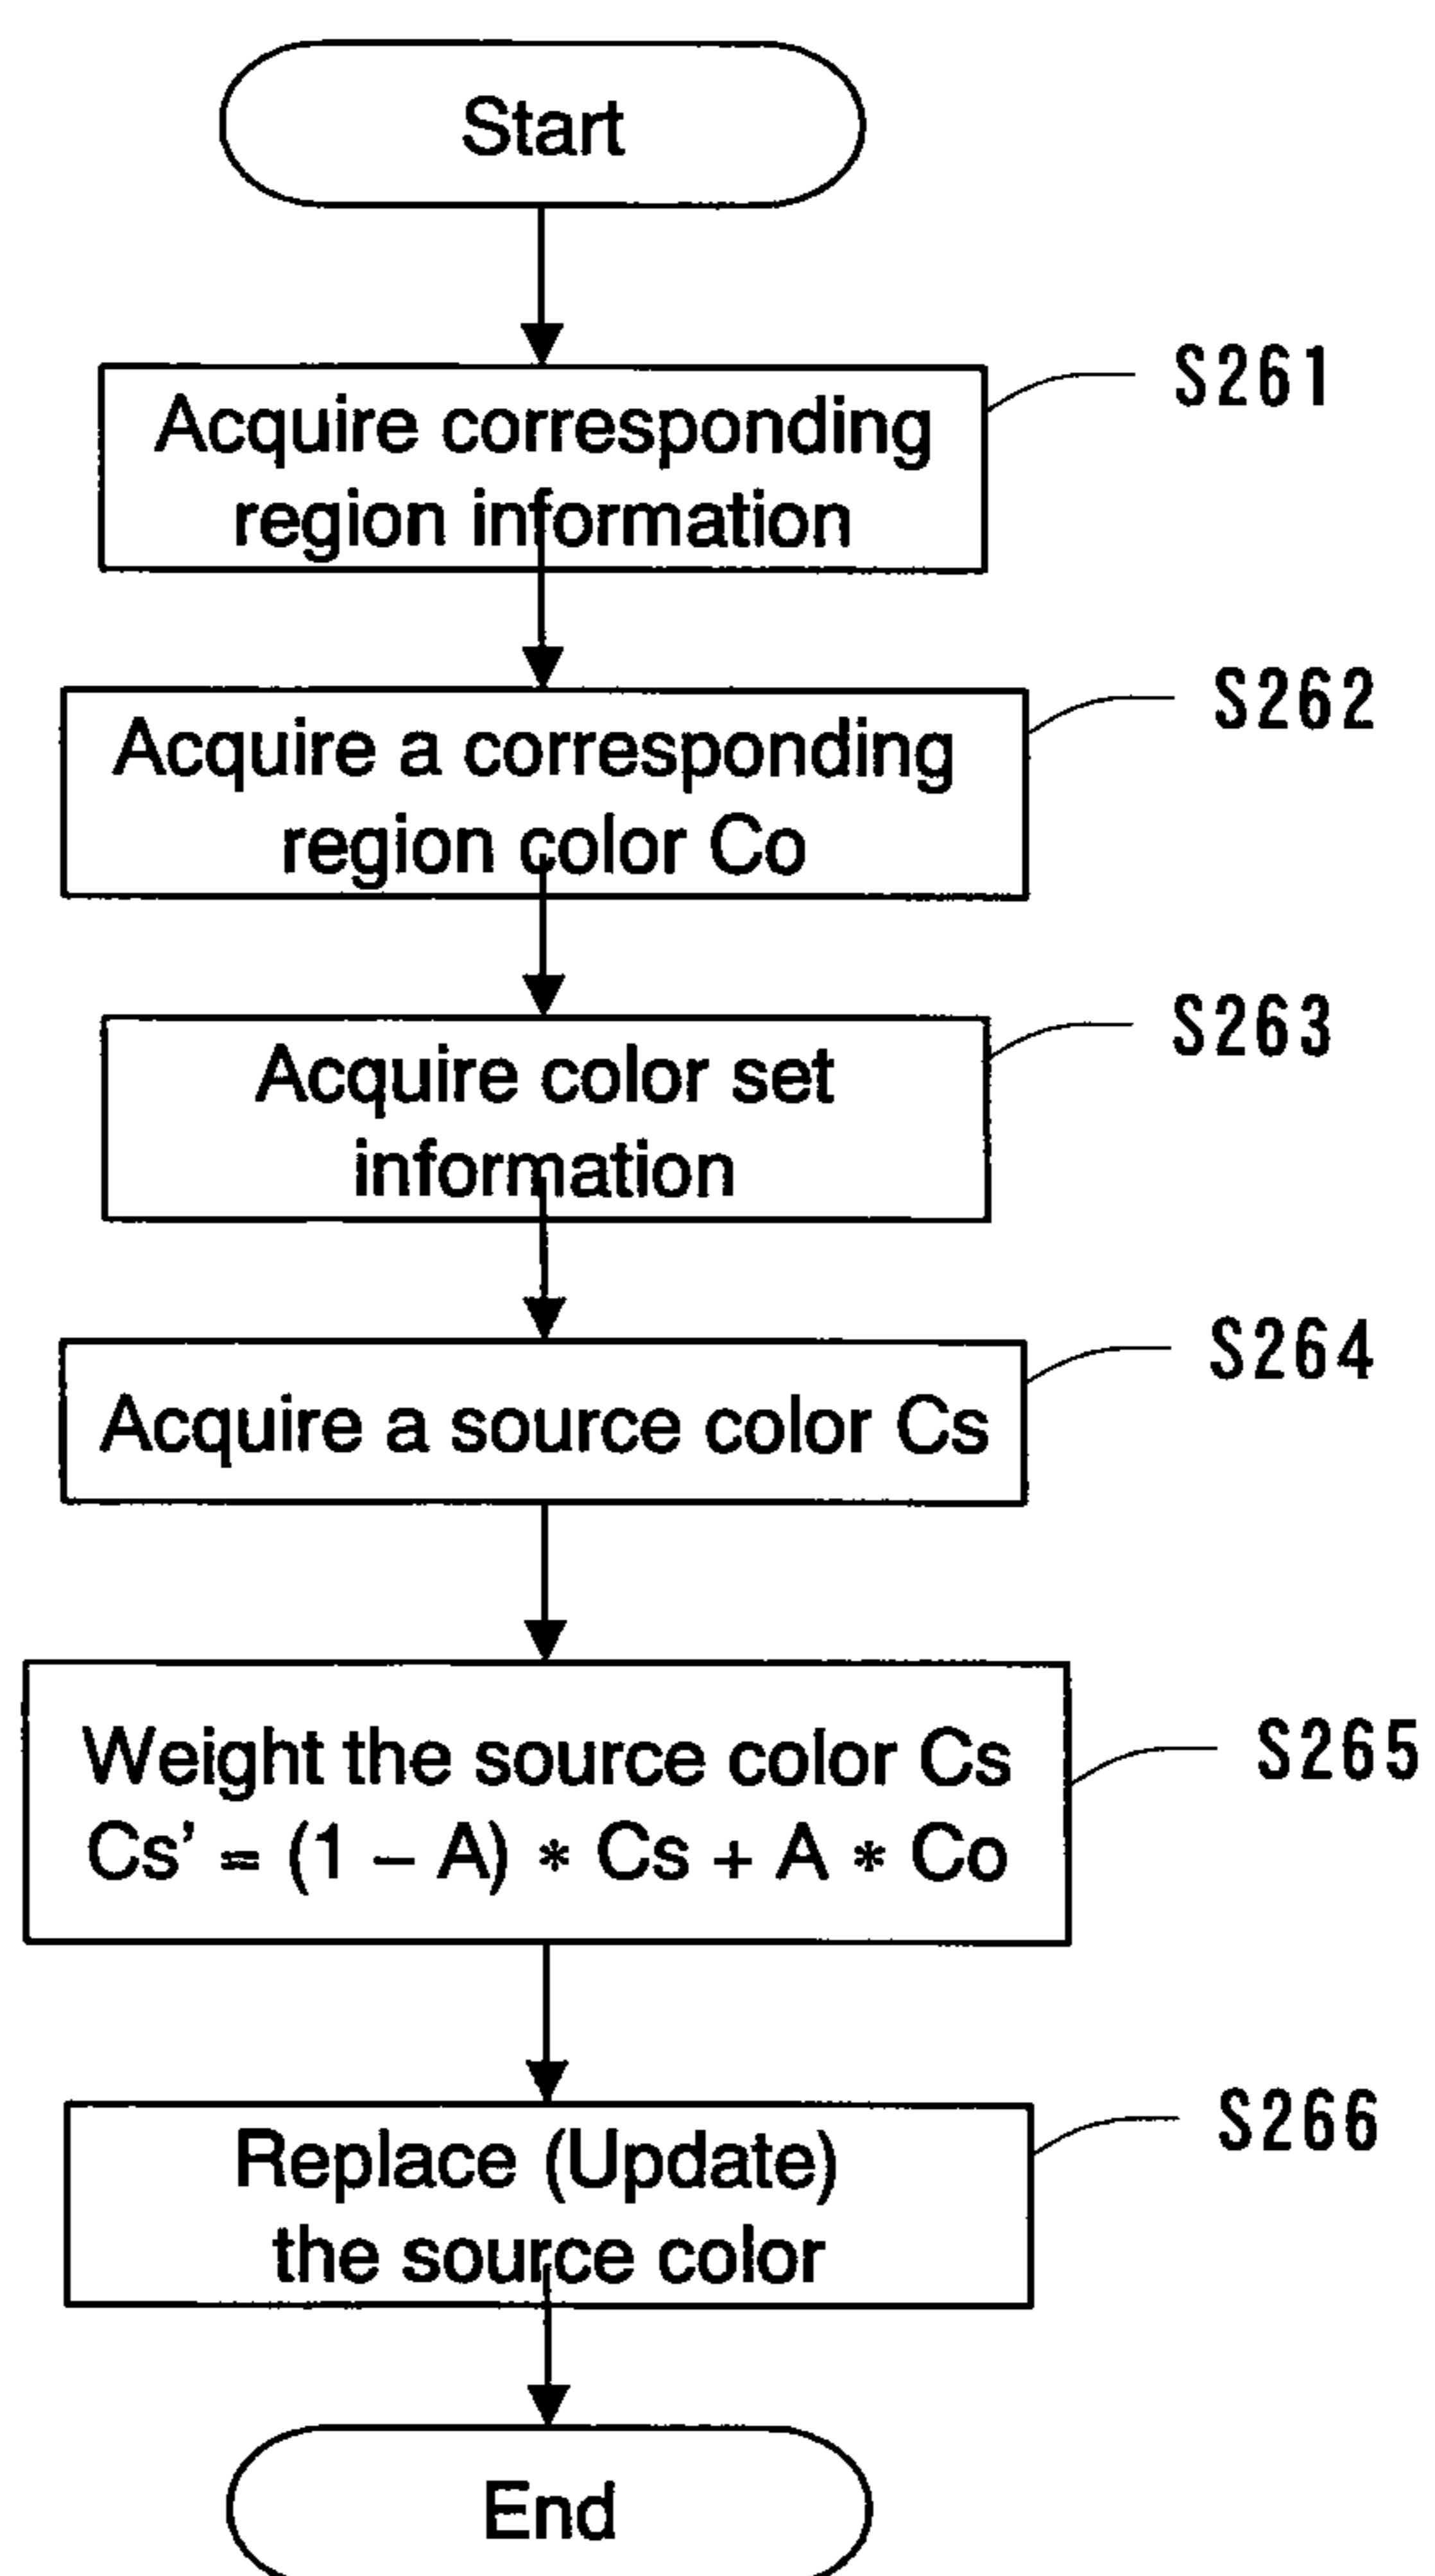 Start
S261
Acquire corresponding
region information
S262
Acquire a corresponding
region color Co
S263
Acquire color set
information
S264
Acquire a source color Cs
S265
Weight the source color Cs
Cs’ = (1 – A) * Cs + A * Co
S266
Replace (Update)
the source color
End